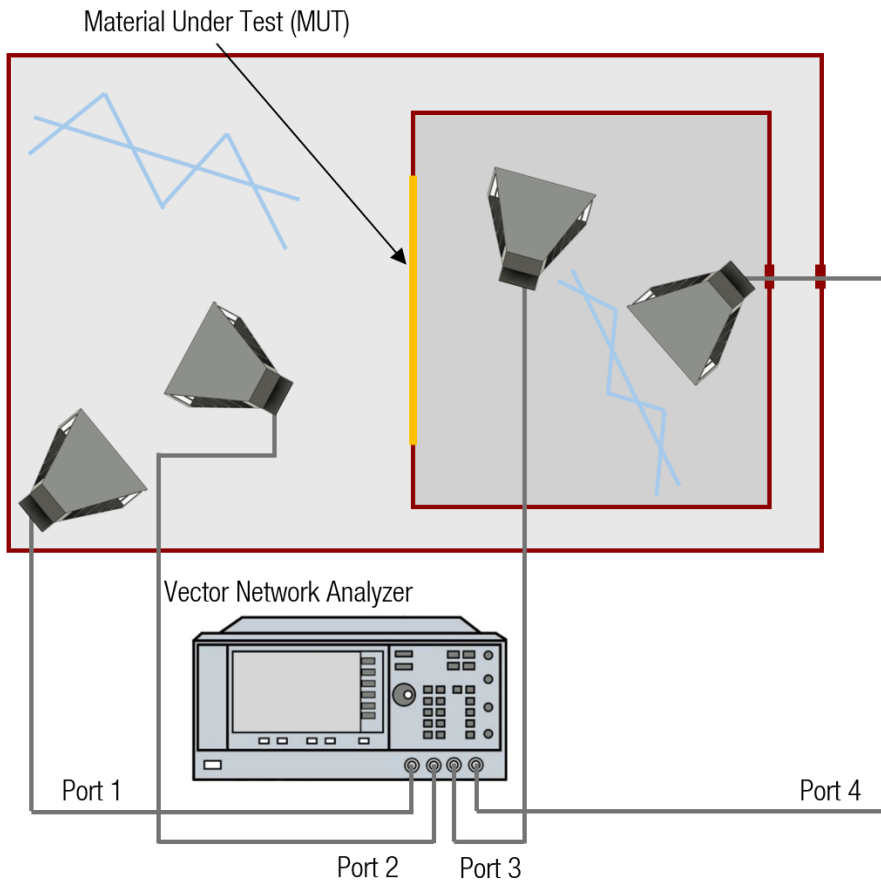 Material Under Test (MUT)
Vector Network Analyzer
Port 1
Port 4
Port 2
Port 3